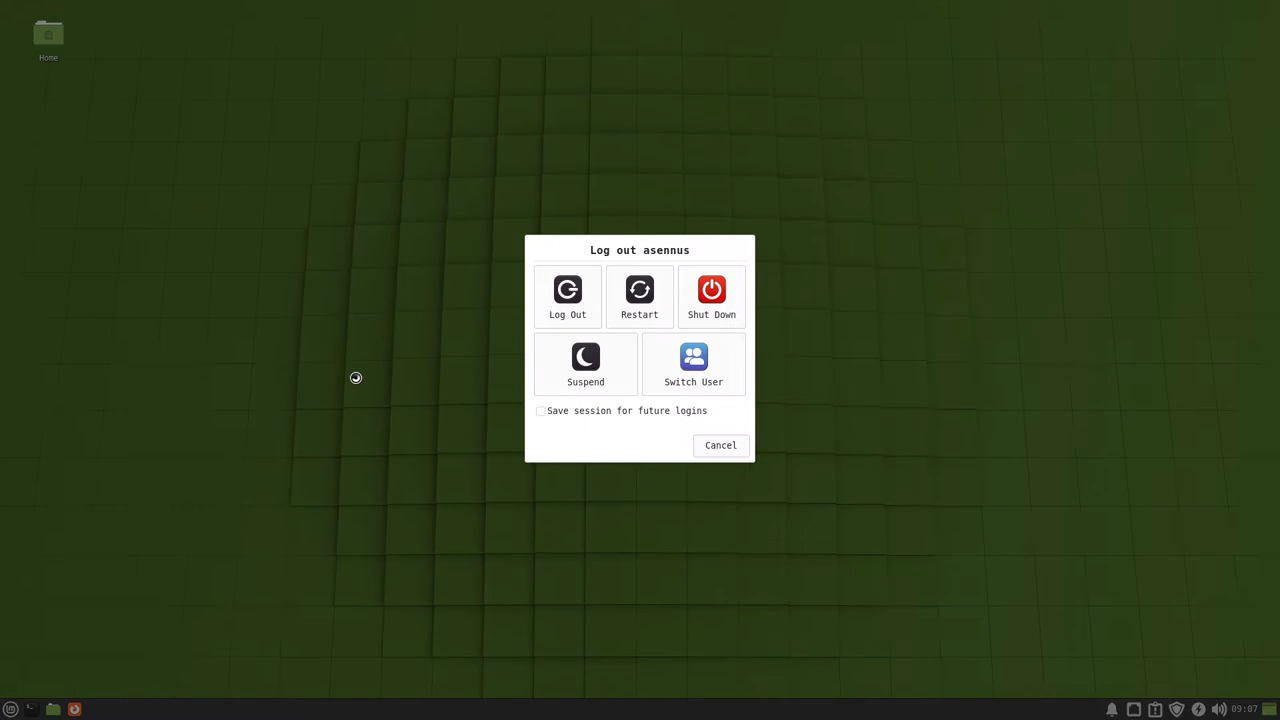 Home
Log out asennus
Log Out
Restart
Shut Down
Suspend
Switch User
Save session for future logins
Cancel
09:07